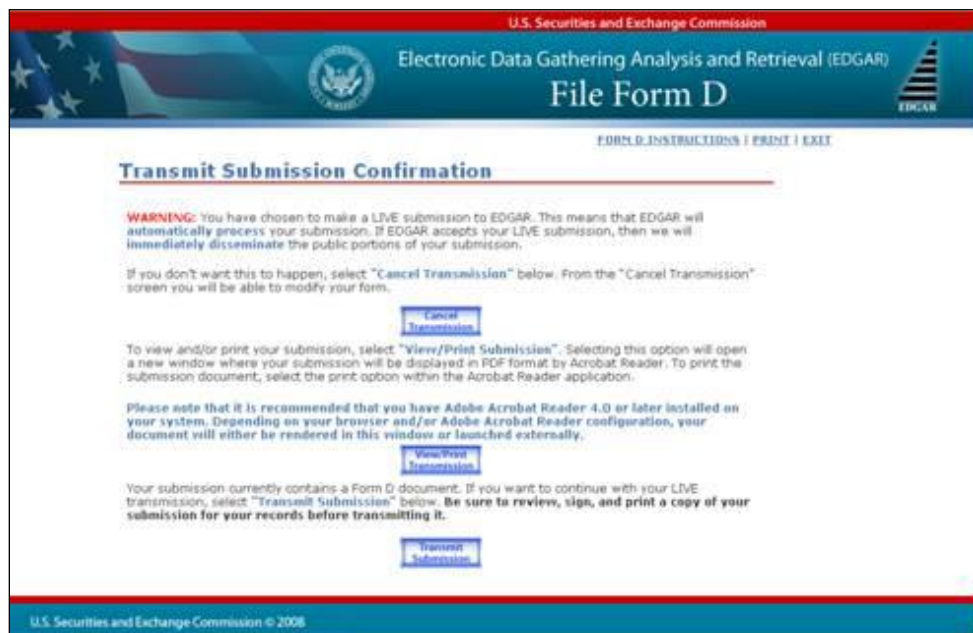 U.S. Securities and Exchange Commission
Electronic Data Gathering Analysis and Retrieval (EDGAR)
File Form D
EDGAR
FORM D INSTRUCTIONS | PRINT | EXIT
Transmit Submission Confirmation
WARNING: You have chosen to make a LIVE submission to EDGAR. This means that EDGAR will
automatically process your submission. If EDGAR accepts your LIVE submission, then we will
immediately disseminate the public portions of your submission.
If you don't want this to happen, select "Cancel Transmission" below. From the "Cancel Transmission"
screen you will be able to modify your form.
Cancel
Transmission
To view and/or print your submission, select "View/Print Submission". Selecting this option will open
a new window where your submission will be displayed in PDF format by Acrobat Reader. To print the
submission document, select the print option within the Acrobat Reader application.
Please note that it is recommended that you have Adobe Acrobat Reader 4.0 or later installed on
your system. Depending on your browser and/or Adobe Acrobat Reader configuration, your
document will either be rendered in this window or launched externally.
View/Print
Transmission
Your submission currently contains a Form D document. If you want to continue with your LIVE
transmission, select "Transmit Submission" below. Be sure to review, sign, and print a copy of your
submission for your records before transmitting it.
Transmit
Submission
U.S. Securities and Exchange Commission © 2008